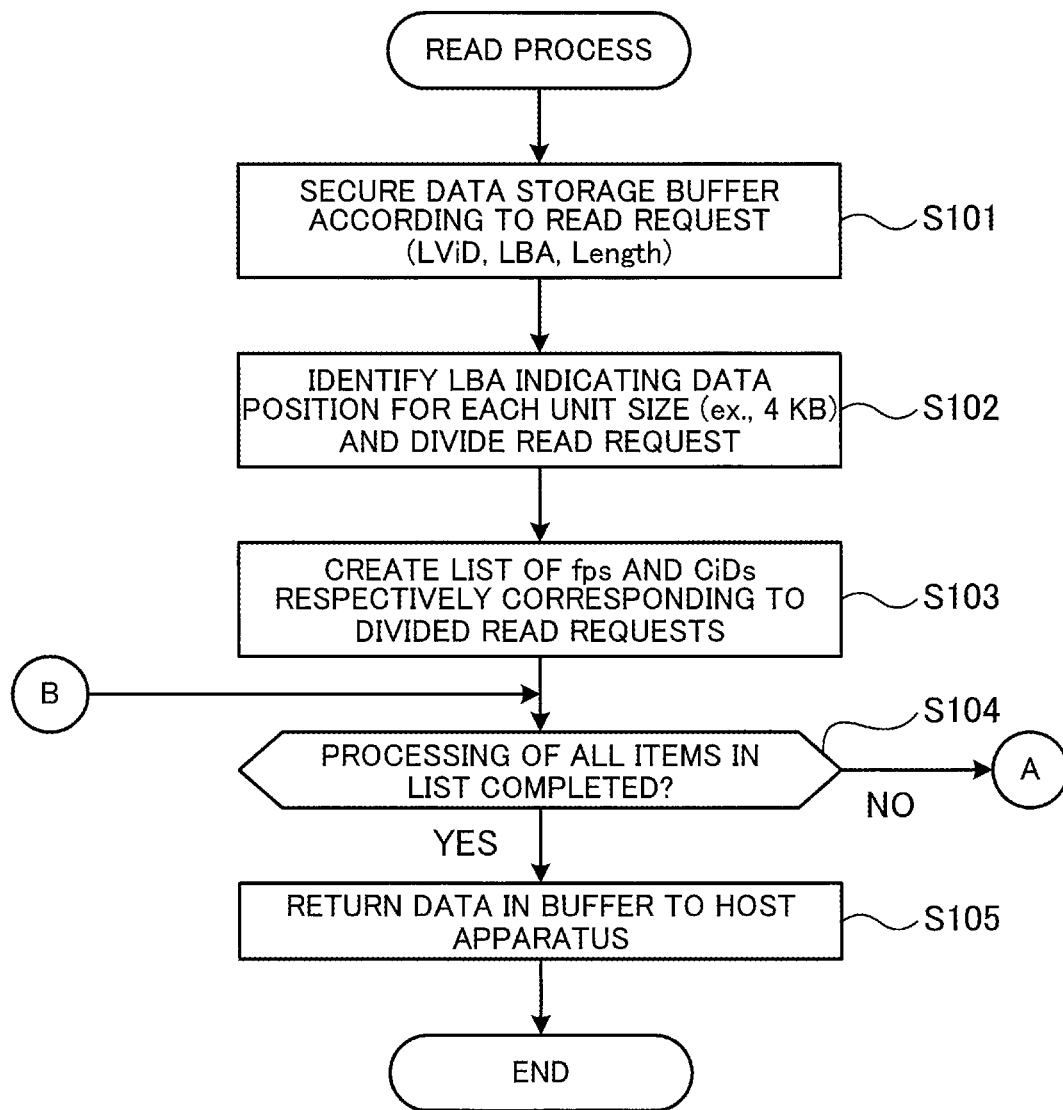 READ PROCESS
SECURE DATA STORAGE BUFFER
ACCORDING TO READ REQUEST
(LViD, LBA, Length)
S101
IDENTIFY LBA INDICATING DATA
POSITION FOR EACH UNIT SIZE (ex., 4 KB)
AND DIVIDE READ REQUEST
S102
CREATE LIST OF fps AND CiDs
RESPECTIVELY CORRESPONDING TO
DIVIDED READ REQUESTS
S103
B
S104
PROCESSING OF ALL ITEMS IN
LIST COMPLETED?
A
NO
YES
RETURN DATA IN BUFFER TO HOST
APPARATUS
S105
END